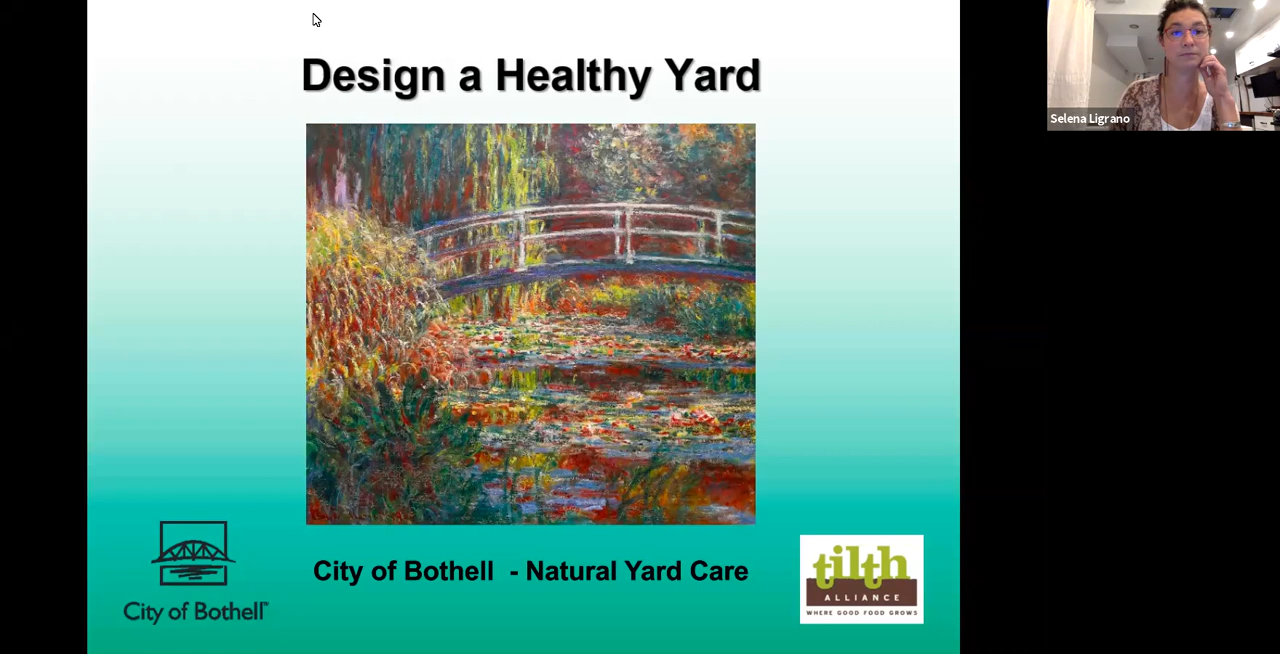 Design a Healthy Yard
Selena Ligrano
City of Bothell - Natural Yard Care
City of Bothell
tilth
ALLIANCE
WHERE GOOD FOOD GROWS